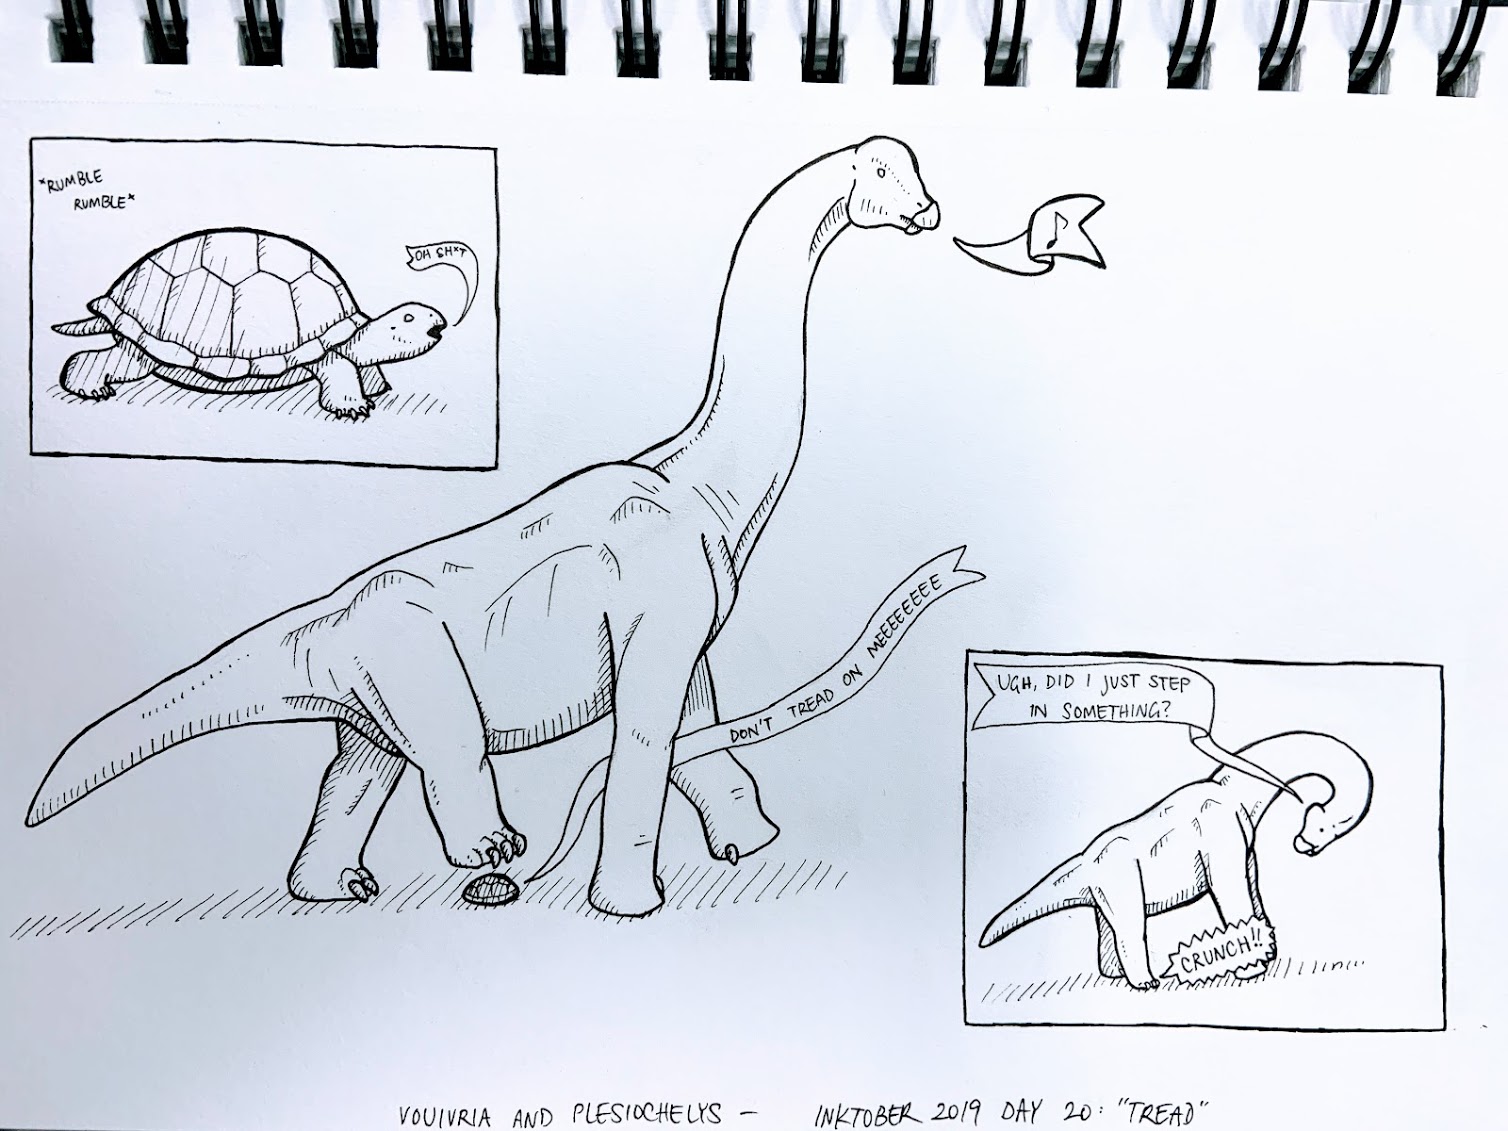 *RUMBLE
RUMBLE*
OH SH*T
DON'T TREAD ON MEEEEEEEE
UGH, DID I JUST STEP
IN SOMETHING?
CRUNCH!!
VOUIVRIA AND PLESIOCHELYS — INKTOBER 2019 DAY 20: "TREAD"